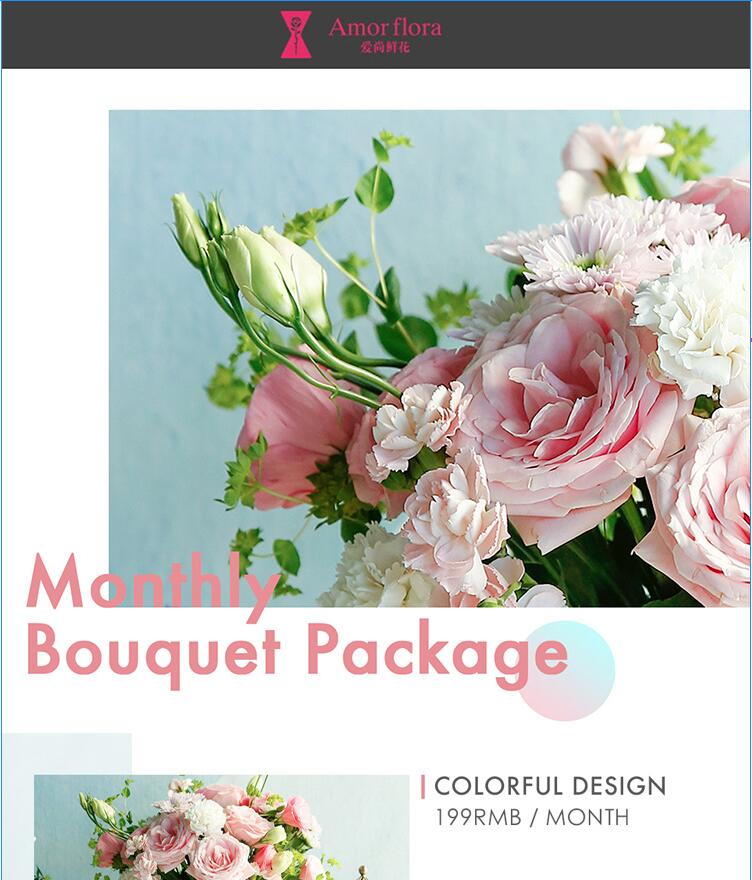 Amor flora
爱尚鲜花
Monthly
Bouquet Package
COLORFUL DESIGN
199RMB / MONTH